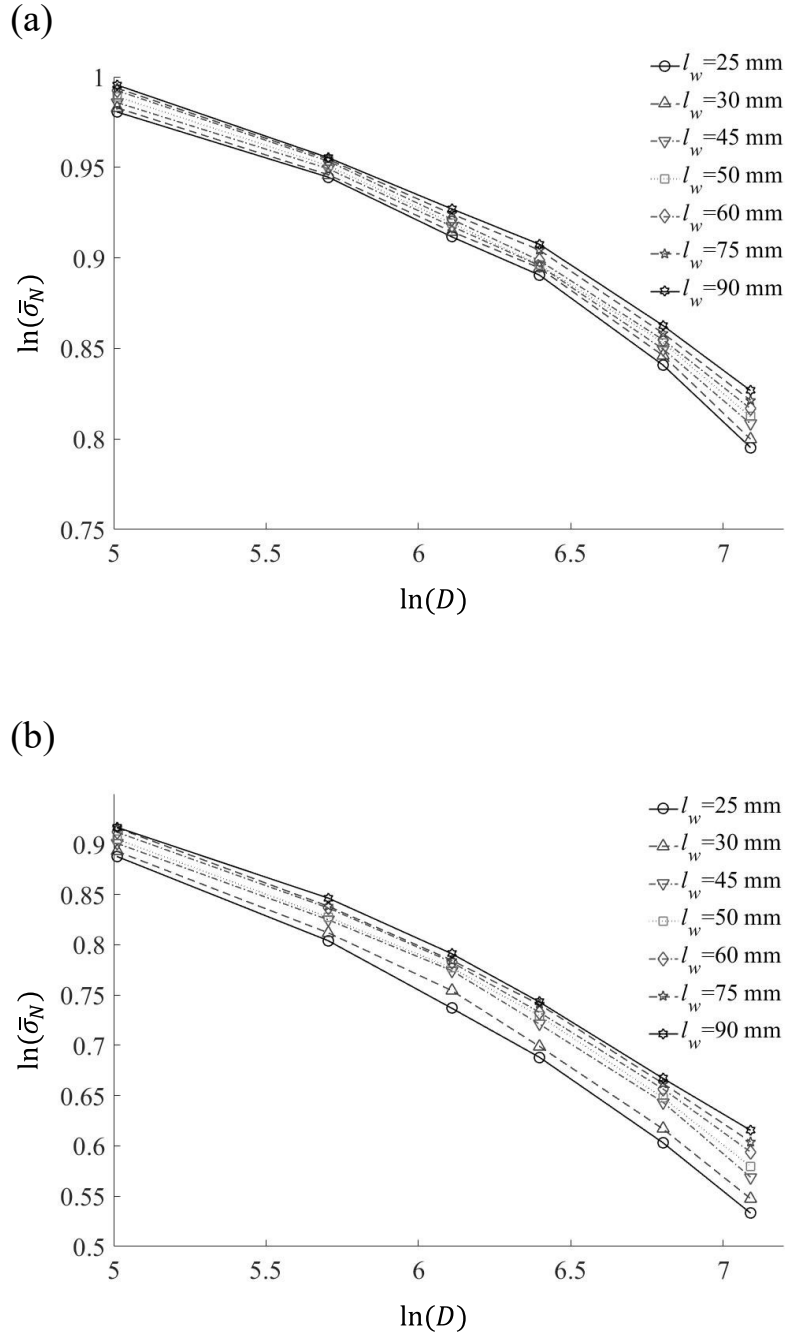 (a)
1
0.95
0.9
0.85
0.8
0.75
ln(σ̄_N)
5 5.5 6 6.5 7
ln(D)
l_w=25 mm
l_w=30 mm
l_w=45 mm
l_w=50 mm
l_w=60 mm
l_w=75 mm
l_w=90 mm
(b)
0.9
0.85
0.8
0.75
0.7
0.65
0.6
0.55
0.5
ln(σ̄_N)
5 5.5 6 6.5 7
ln(D)
l_w=25 mm
l_w=30 mm
l_w=45 mm
l_w=50 mm
l_w=60 mm
l_w=75 mm
l_w=90 mm